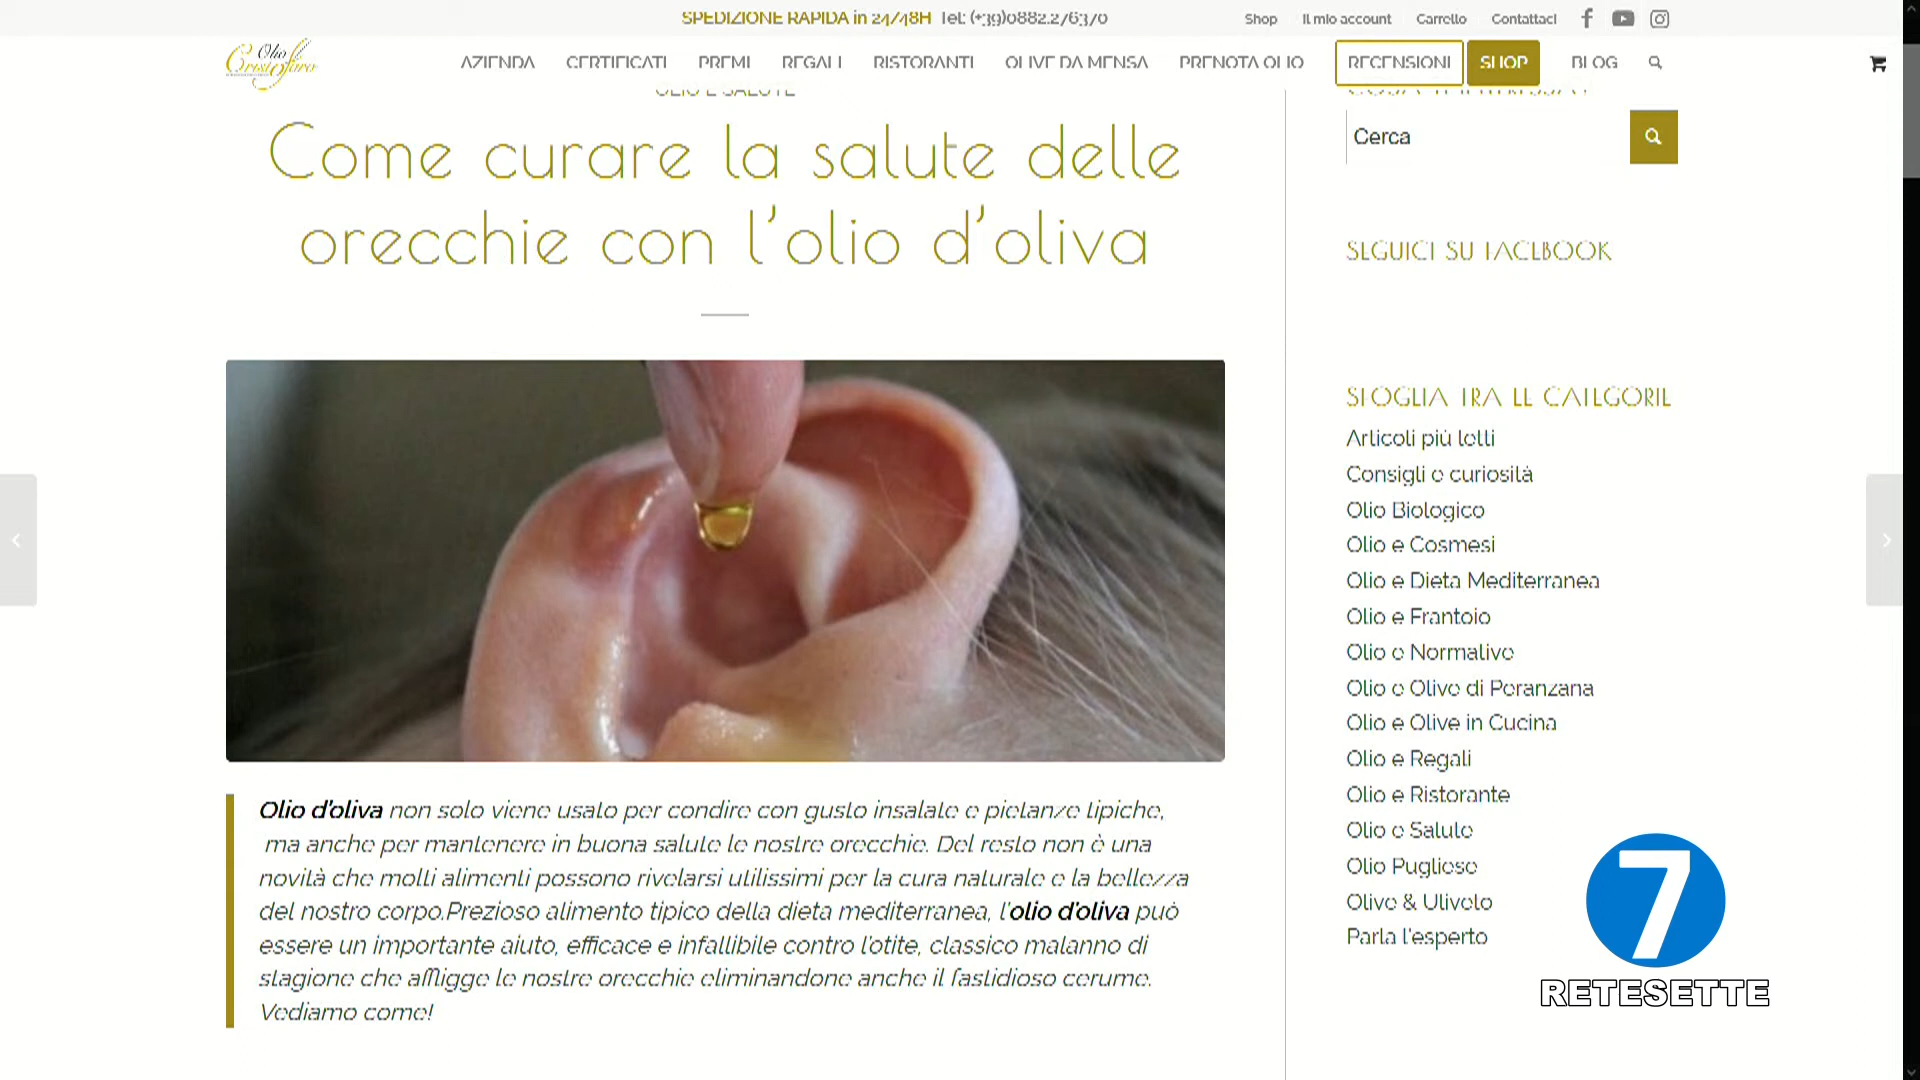 SPEDIZIONE RAPIDA in 24/48H Tel: (+39)0882.276370
Shop Il mio account Carrello Contattaci
Olio Cristofaro
AZIENDA CERTIFICATI PREMI REGALI RISTORANTI OLIVE DA MENSA PRENOTA OLIO RECENSIONI SHOP BLOG
OLIO E SALUTE
Come curare la salute delle
orecchie con l'olio d'oliva
Olio d'oliva non solo viene usato per condire con gusto insalate e pietanze tipiche,
ma anche per mantenere in buona salute le nostre orecchie. Del resto non è una
novità che molti alimenti possono rivelarsi utilissimi per la cura naturale e la bellezza
del nostro corpo.Prezioso alimento tipico della dieta mediterranea, l'olio d'oliva può
essere un importante aiuto, efficace e infallibile contro l'otite, classico malanno di
stagione che affligge le nostre orecchie eliminandone anche il fastidioso cerume.
Vediamo come!
Cerca
SEGUICI SU FACEBOOK
SFOGLIA TRA LE CATEGORIE
Articoli più letti
Consigli e curiosità
Olio Biologico
Olio e Cosmesi
Olio e Dieta Mediterranea
Olio e Frantoio
Olio e Normative
Olio e Olive di Peranzana
Olio e Olive in Cucina
Olio e Regali
Olio e Ristorante
Olio e Salute
Olio Pugliese
Olive & Uliveto
Parla l'esperto
7
RETESETTE